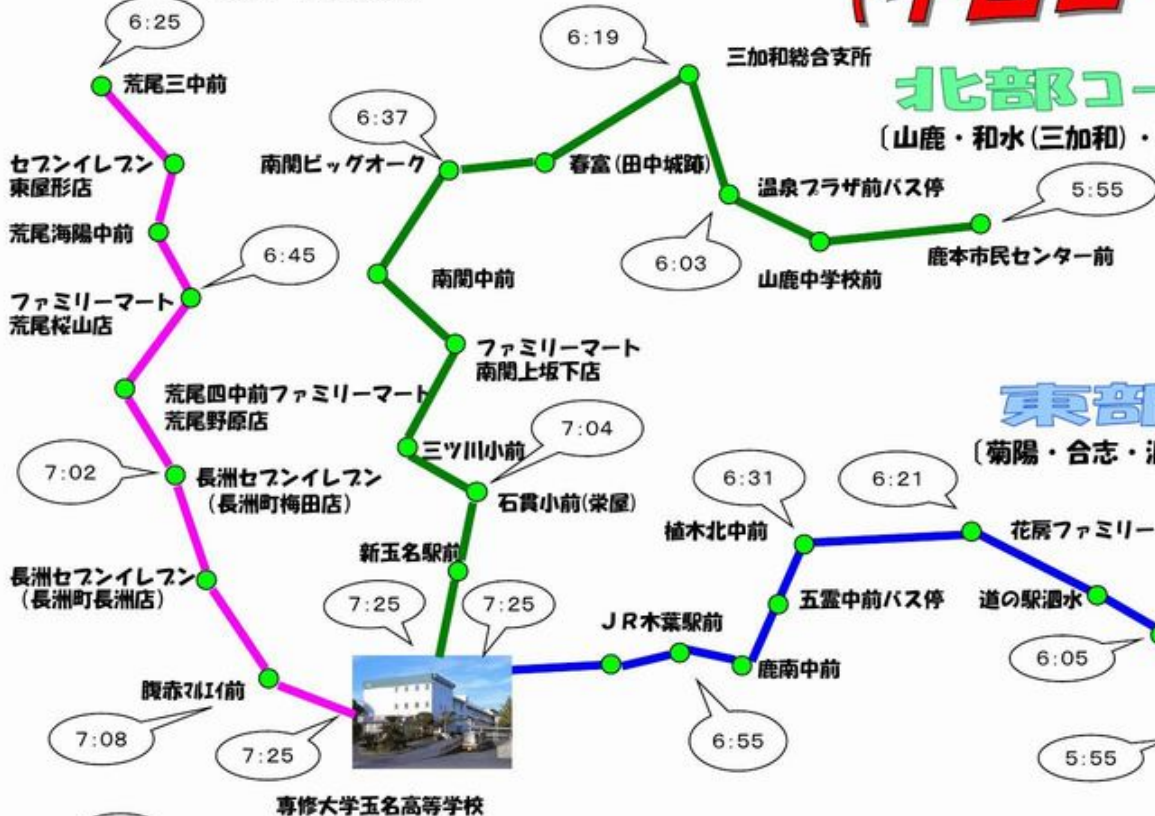 6:25
荒尾三中前
セブンイレブン
東屋形店
荒尾海陽中前
6:45
ファミリーマート
荒尾桜山店
荒尾四中前ファミリーマート
荒尾野原店
7:02
長洲セブンイレブン
(長洲町梅田店)
長洲セブンイレブン
(長洲町長洲店)
腹赤マルエイ前
7:08
7:25
6:19
三加和総合支所
北部コー
〔山鹿・和水(三加和)・
6:37
南関ビッグオーク
春富(田中城跡)
温泉プラザ前バス停
5:55
6:03
山鹿中学校前
鹿本市民センター前
南関中前
ファミリーマート
南関上坂下店
三ツ川小前
7:04
石貫小前(栄屋)
新玉名駅前
7:25
7:25
東部
〔菊陽・合志・
6:31
6:21
植木北中前
花房ファミリー
五霊中前バス停
道の駅泗水
JR木葉駅前
鹿南中前
6:05
6:55
5:55
専修大学玉名高等学校